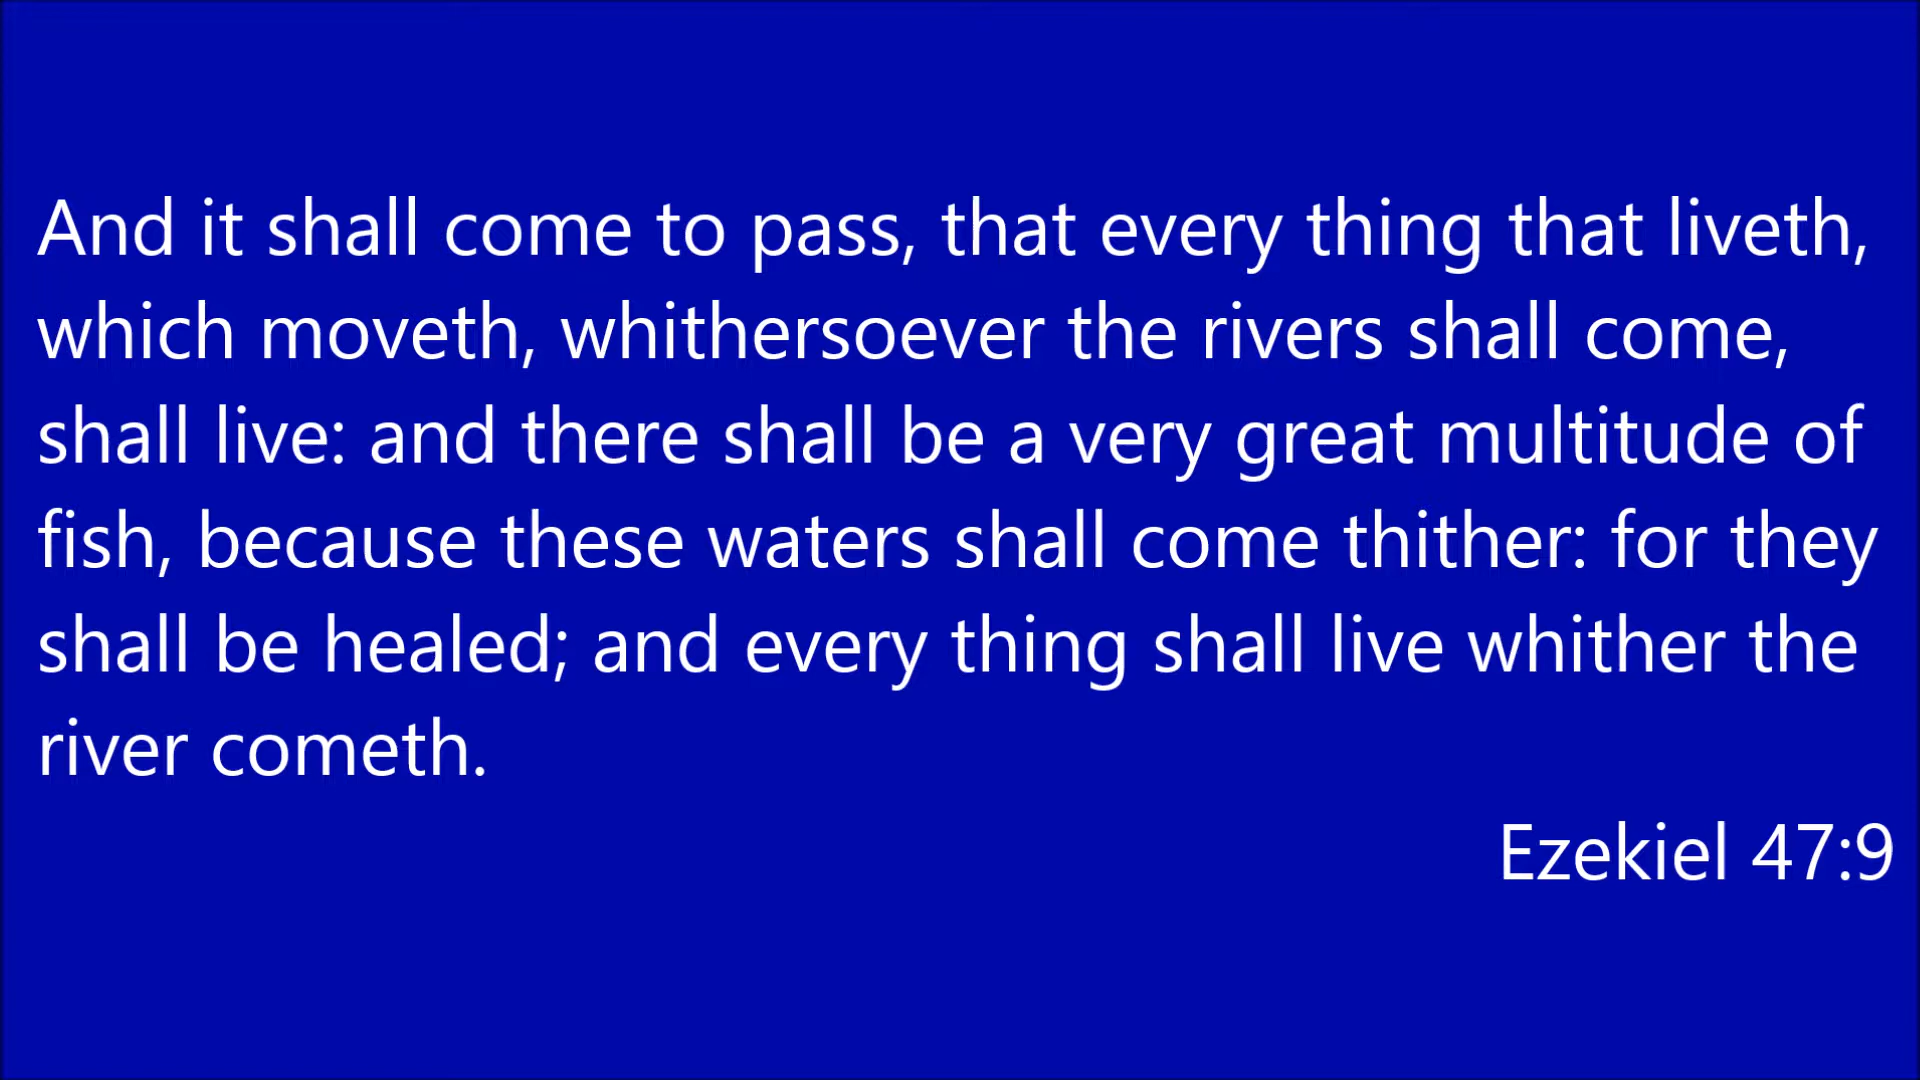 And it shall come to pass, that every thing that liveth,
which moveth, whithersoever the rivers shall come,
shall live: and there shall be a very great multitude of
fish, because these waters shall come thither: for they
shall be healed; and every thing shall live whither the
river cometh.
Ezekiel 47:9